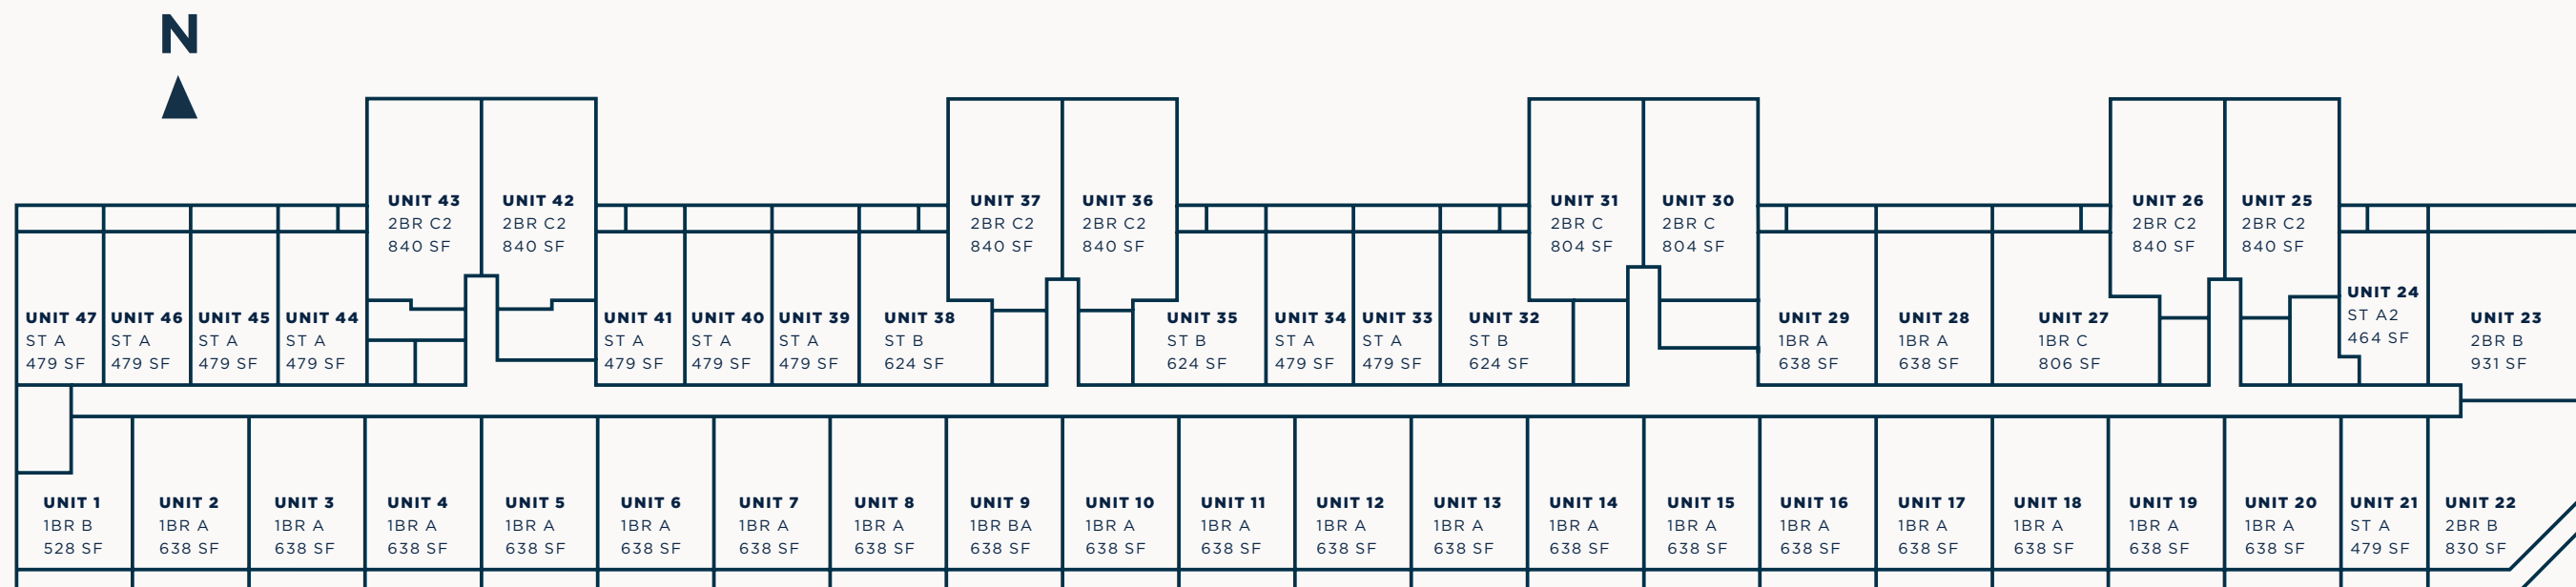 N
UNIT 43
2BR C2
840 SF
UNIT 42
2BR C2
840 SF
UNIT 37
2BR C2
840 SF
UNIT 36
2BR C2
840 SF
UNIT 31
2BR C
804 SF
UNIT 30
2BR C
804 SF
UNIT 26
2BR C2
840 SF
UNIT 25
2BR C2
840 SF
UNIT 47
ST A
479 SF
UNIT 46
ST A
479 SF
UNIT 45
ST A
479 SF
UNIT 44
ST A
479 SF
UNIT 41
ST A
479 SF
UNIT 40
ST A
479 SF
UNIT 39
ST A
479 SF
UNIT 38
ST B
624 SF
UNIT 35
ST B
624 SF
UNIT 34
ST A
479 SF
UNIT 33
ST A
479 SF
UNIT 32
ST B
624 SF
UNIT 29
1BR A
638 SF
UNIT 28
1BR A
638 SF
UNIT 27
1BR C
806 SF
UNIT 24
ST A2
464 SF
UNIT 23
2BR B
931 SF
UNIT 1
1BR B
528 SF
UNIT 2
1BR A
638 SF
UNIT 3
1BR A
638 SF
UNIT 4
1BR A
638 SF
UNIT 5
1BR A
638 SF
UNIT 6
1BR A
638 SF
UNIT 7
1BR A
638 SF
UNIT 8
1BR A
638 SF
UNIT 9
1BR BA
638 SF
UNIT 10
1BR A
638 SF
UNIT 11
1BR A
638 SF
UNIT 12
1BR A
638 SF
UNIT 13
1BR A
638 SF
UNIT 14
1BR A
638 SF
UNIT 15
1BR A
638 SF
UNIT 16
1BR A
638 SF
UNIT 17
1BR A
638 SF
UNIT 18
1BR A
638 SF
UNIT 19
1BR A
638 SF
UNIT 20
1BR A
638 SF
UNIT 21
ST A
479 SF
UNIT 22
2BR B
830 SF